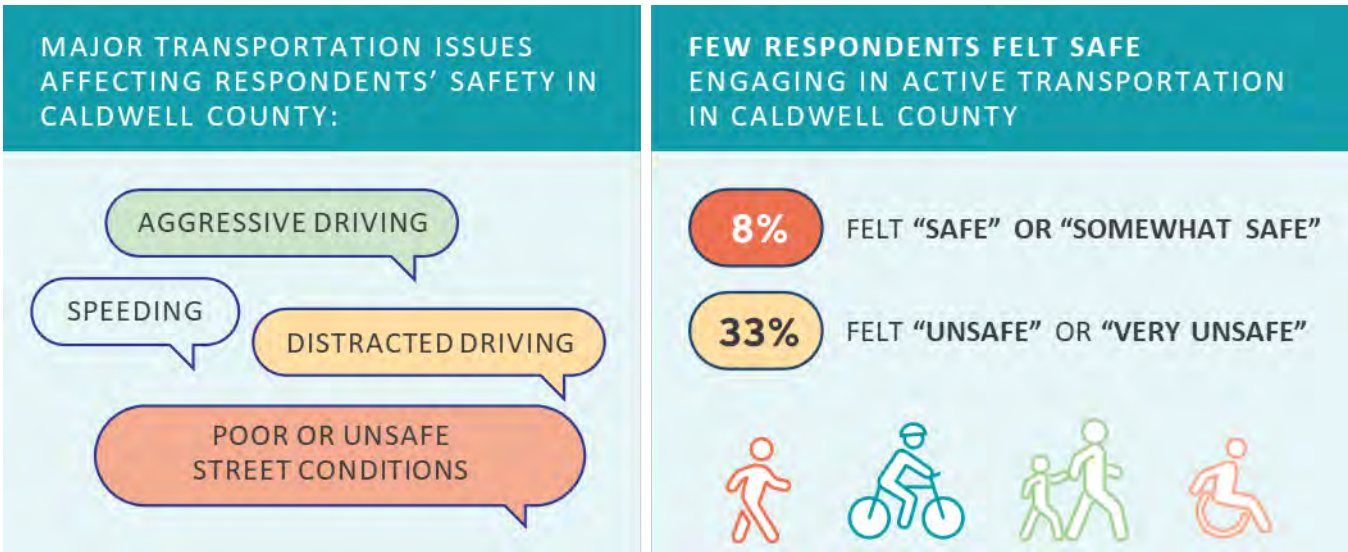 MAJOR TRANSPORTATION ISSUES
AFFECTING RESPONDENTS’ SAFETY IN
CALDWELL COUNTY:
AGGRESSIVE DRIVING
SPEEDING
DISTRACTED DRIVING
POOR OR UNSAFE
STREET CONDITIONS
FEW RESPONDENTS FELT SAFE
ENGAGING IN ACTIVE TRANSPORTATION
IN CALDWELL COUNTY
8% FELT “SAFE” OR “SOMEWHAT SAFE”
33% FELT “UNSAFE” OR “VERY UNSAFE”